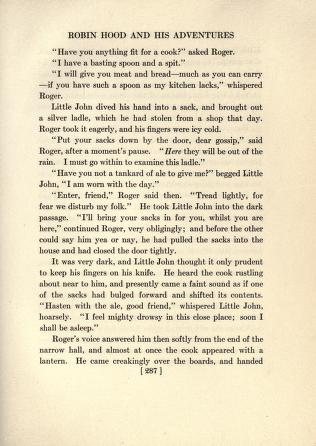 ROBIN HOOD AND HIS ADVENTURES
"Have you anything fit for a cook?" asked Roger.
"I have a basting spoon and a spit."
"I will give you meat and bread—much as you can carry
—if you have such a spoon as my kitchen lacks," whispered
Roger.
Little John dived his hand into a sack, and brought out
a silver ladle, which he had stolen from a shop that day.
Roger took it eagerly, and his fingers were icy cold.
"Put your sacks down by the door, dear gossip," said
Roger, after a moment's pause. "Here they will be out of the
rain. I must go within to examine this ladle."
"Have you not a tankard of ale to give me?" begged Little
John, "I am worn with the day."
"Enter, friend," Roger said then. "Tread lightly, for
fear we disturb my folk." He took Little John into the dark
passage. "I'll bring your sacks in for you, whilst you are
here," continued Roger, very obligingly; and before the other
could say him yea or nay, he had pulled the sacks into the
house and had closed the door tightly.
It was very dark, and Little John thought it only prudent
to keep his fingers on his knife. He heard the cook rustling
about near to him, and presently came a faint sound as if one
of the sacks had bulged forward and shifted its contents.
"Hasten with the ale, good friend," whispered Little John,
hoarsely. "I feel mighty drowsy in this close place; soon I
shall be asleep."
Roger's voice answered him then softly from the end of the
narrow hall, and almost at once the cook appeared with a
lantern. He came creakingly over the boards, and handed
[ 287 ]